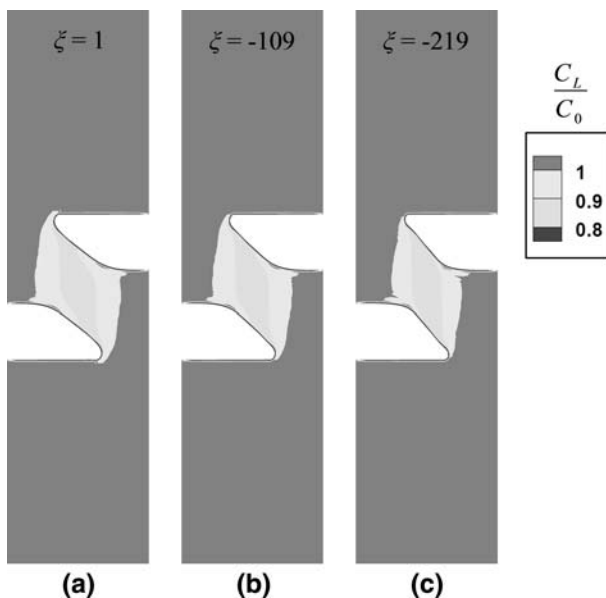 ξ = 1
ξ = -109
ξ = -219
C_L
C_0
1
0.9
0.8
(a)
(b)
(c)